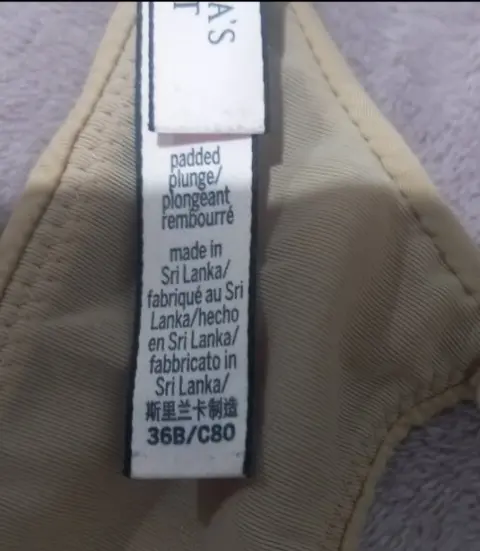 A'S
T
padded
plunge/
plongeant
rembourré
made in
Sri Lanka/
fabriqué au Sri
Lanka/hecho
en Sri Lanka/
fabbricato in
Sri Lanka/
斯里兰卡制造
36B/C80